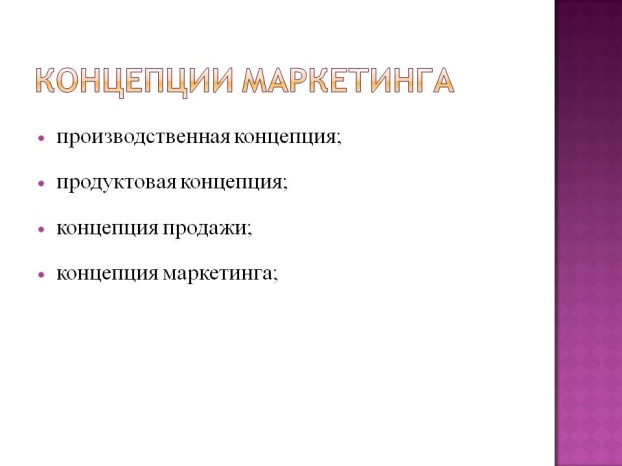 КОНЦЕПЦИИ МАРКЕТИНГА
производственная концепция;
продуктовая концепция;
концепция продажи;
концепция маркетинга;